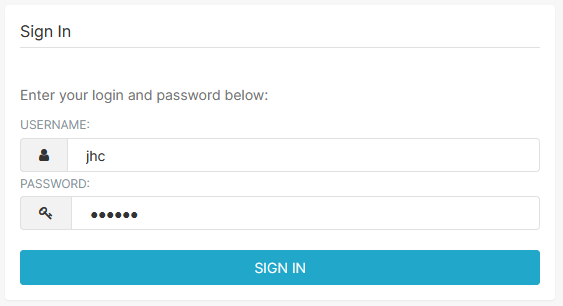 Sign In
Enter your login and password below:
USERNAME:
jhc
PASSWORD:
••••••
SIGN IN